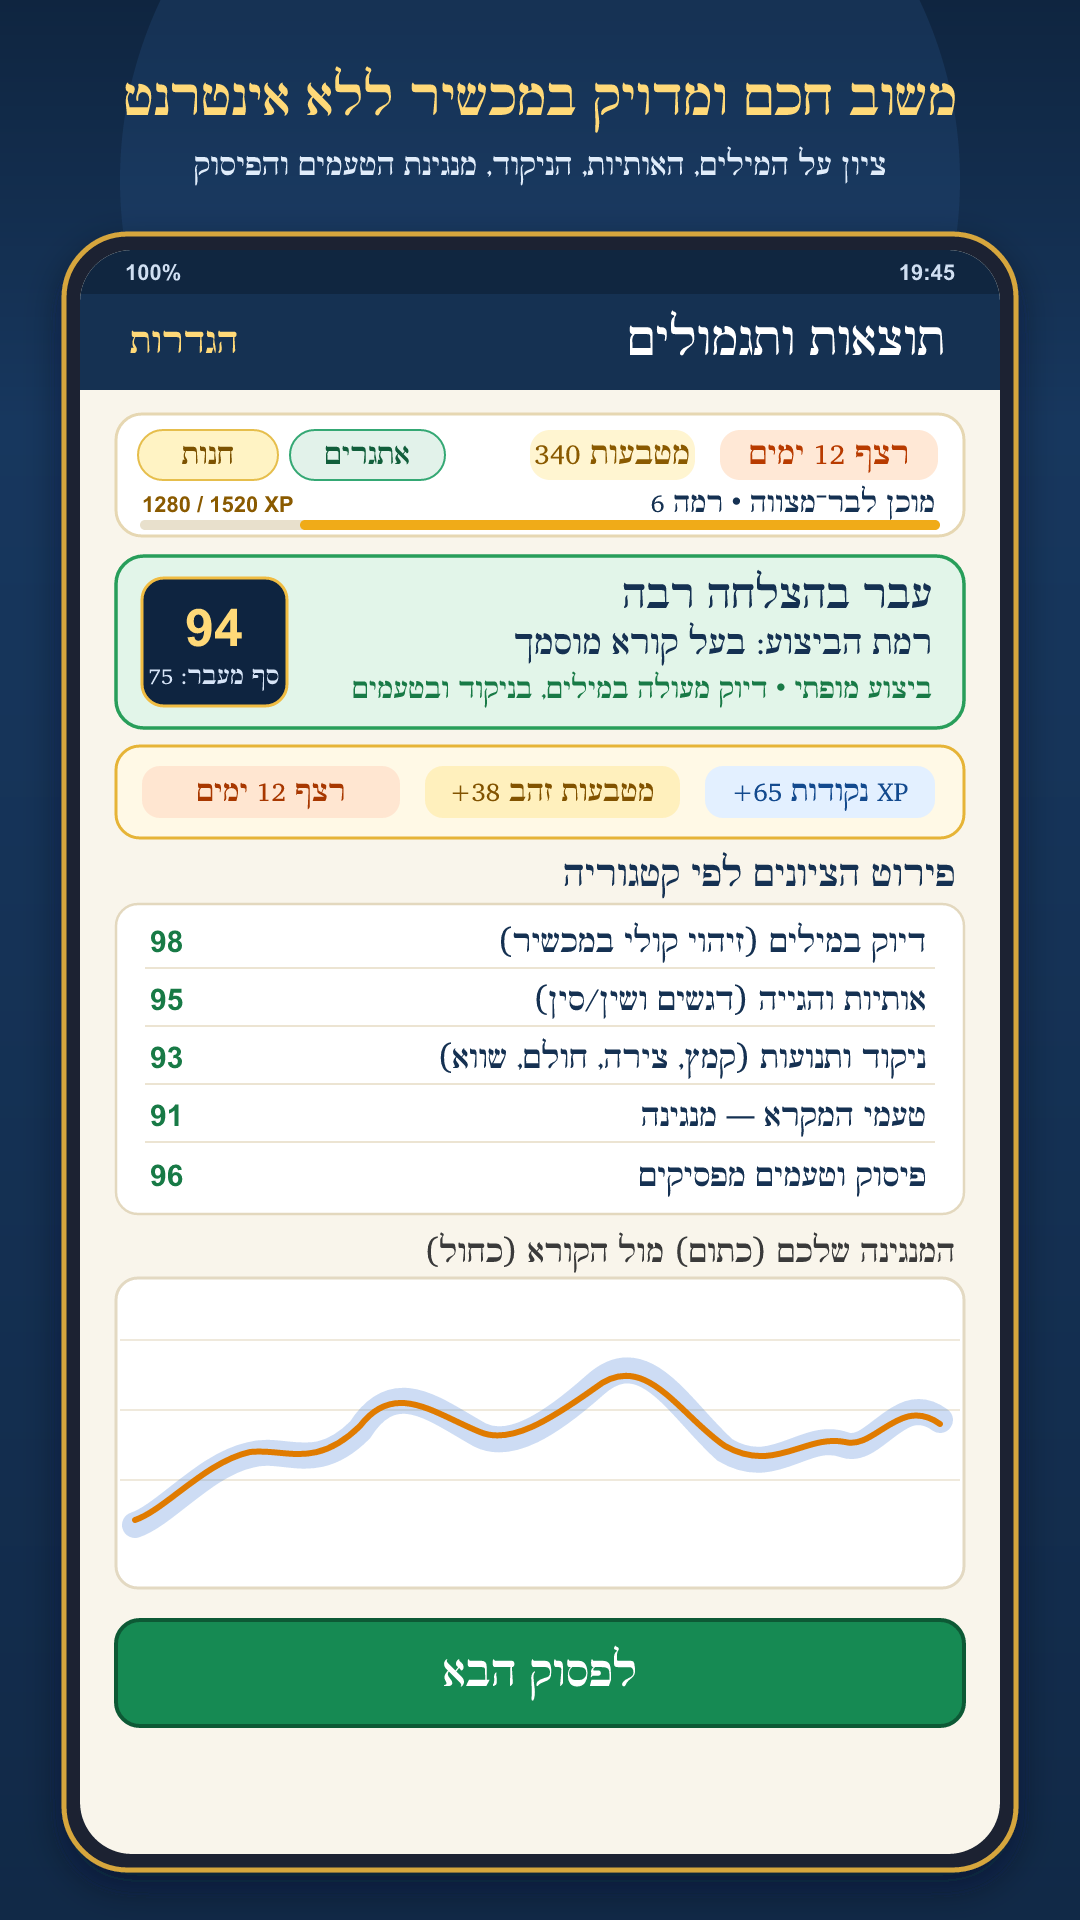 משוב חכם ומדויק במכשיר ללא אינטרנט
ציון על המילים, האותיות, הניקוד, מנגינת הטעמים והפיסוק
19:45
100%
תוצאות ותגמולים
הגדרות
רצף 12 ימים
מטבעות 340
אתגרים
חנות
מוכן לבר־מצווה • רמה 6
1280 / 1520 XP
עבר בהצלחה רבה
רמת הביצוע: בעל קורא מוסמך
ביצוע מופתי • דיוק מעולה במילים, בניקוד ובטעמים
94
סף מעבר: 75
XP נקודות 65+
מטבעות זהב 38+
רצף 12 ימים
פירוט הציונים לפי קטגוריה
דיוק במילים (זיהוי קולי במכשיר)
98
אותיות והגייה (דגשים ושין/סין)
95
ניקוד ותנועות (קמץ, צירה, חולם, שווא)
93
טעמי המקרא — מנגינה
91
פיסוק וטעמים מפסיקים
96
המנגינה שלכם (כתום) מול הקורא (כחול)
לפסוק הבא